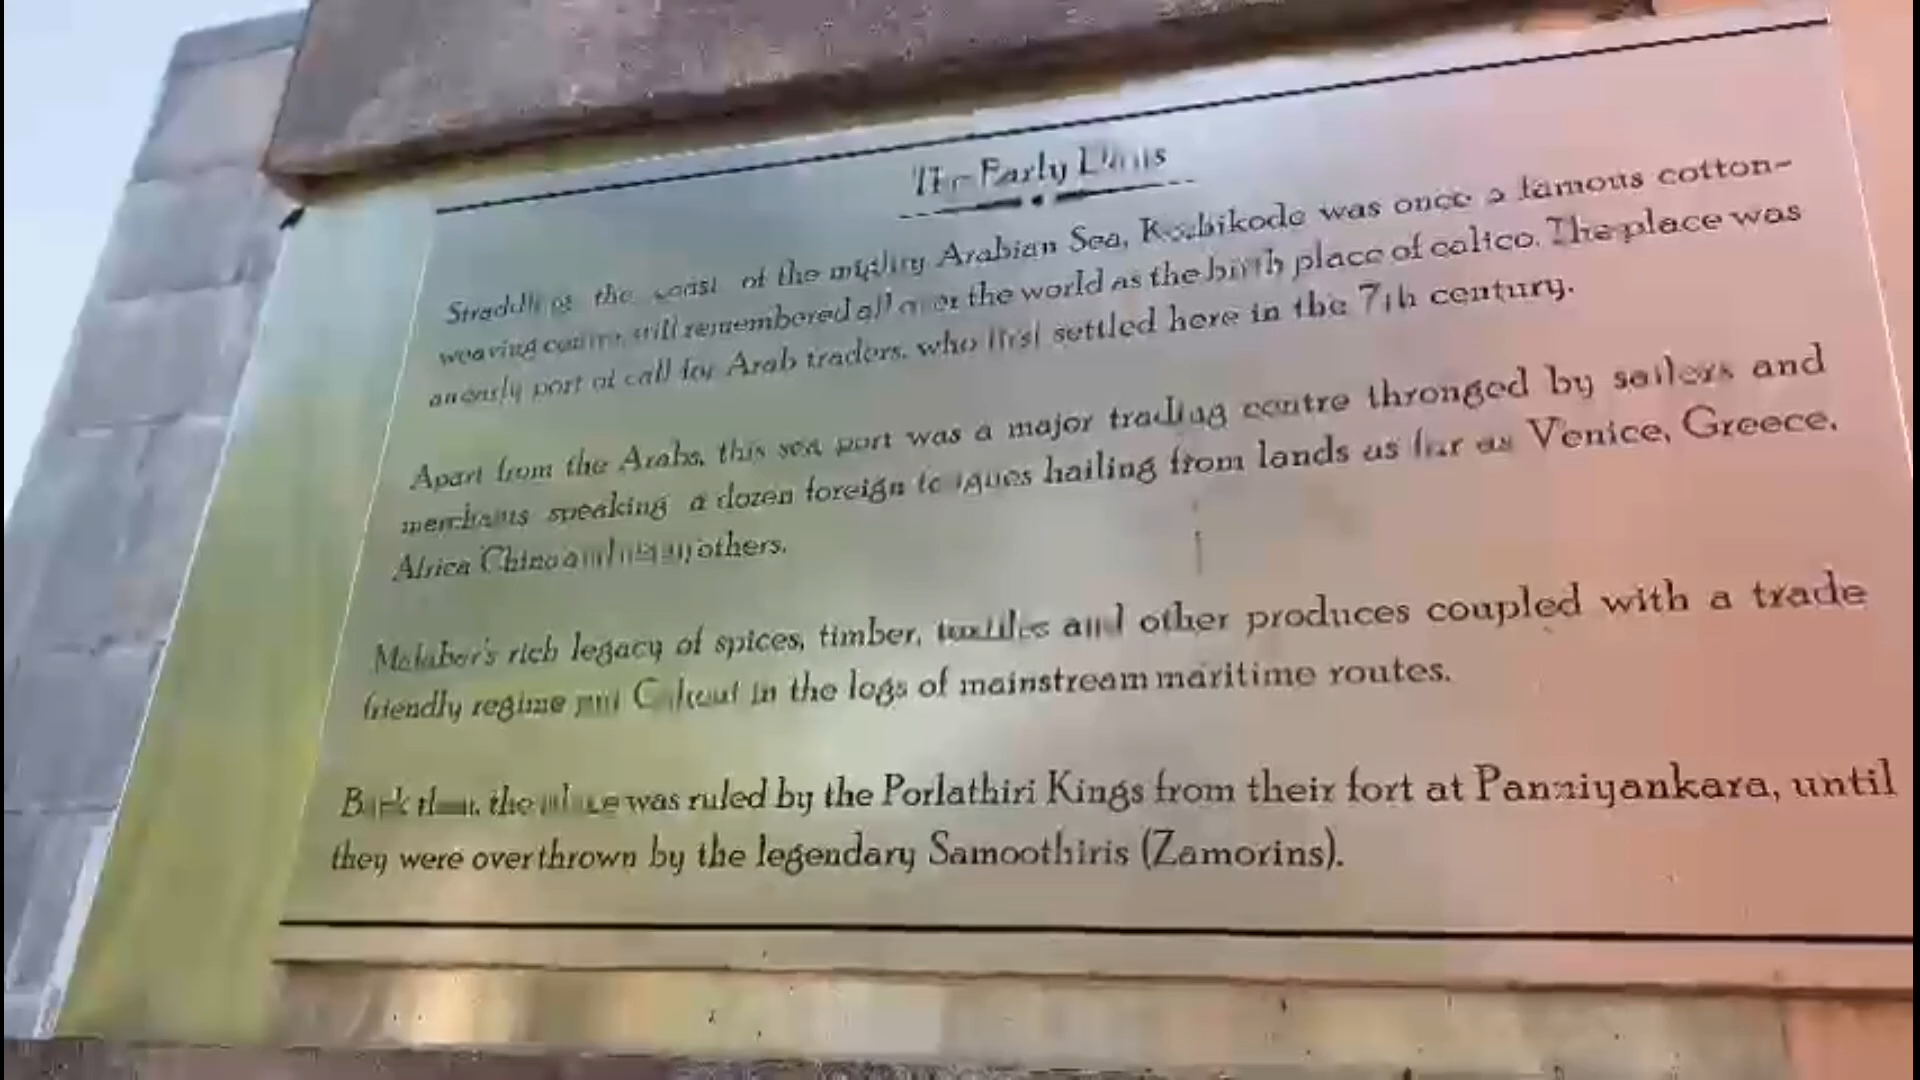 The Early Days
Straddling the coast of the mighty Arabian Sea, Kozhikode was once a famous cotton-
weaving centre, still remembered all over the world as the birth place of calico. The place was
an early port of call for Arab traders, who first settled here in the 7th century.
Apart from the Arabs, this sea port was a major trading centre thronged by sailors and
merchants speaking a dozen foreign tongues hailing from lands as far as Venice, Greece,
Africa China and many others.
Malabar's rich legacy of spices, timber, textiles and other produces coupled with a trade
friendly regime put Calicut in the logs of mainstream maritime routes.
Back then, the place was ruled by the Porlathiri Kings from their fort at Panniyankara, until
they were overthrown by the legendary Samoothiris (Zamorins).